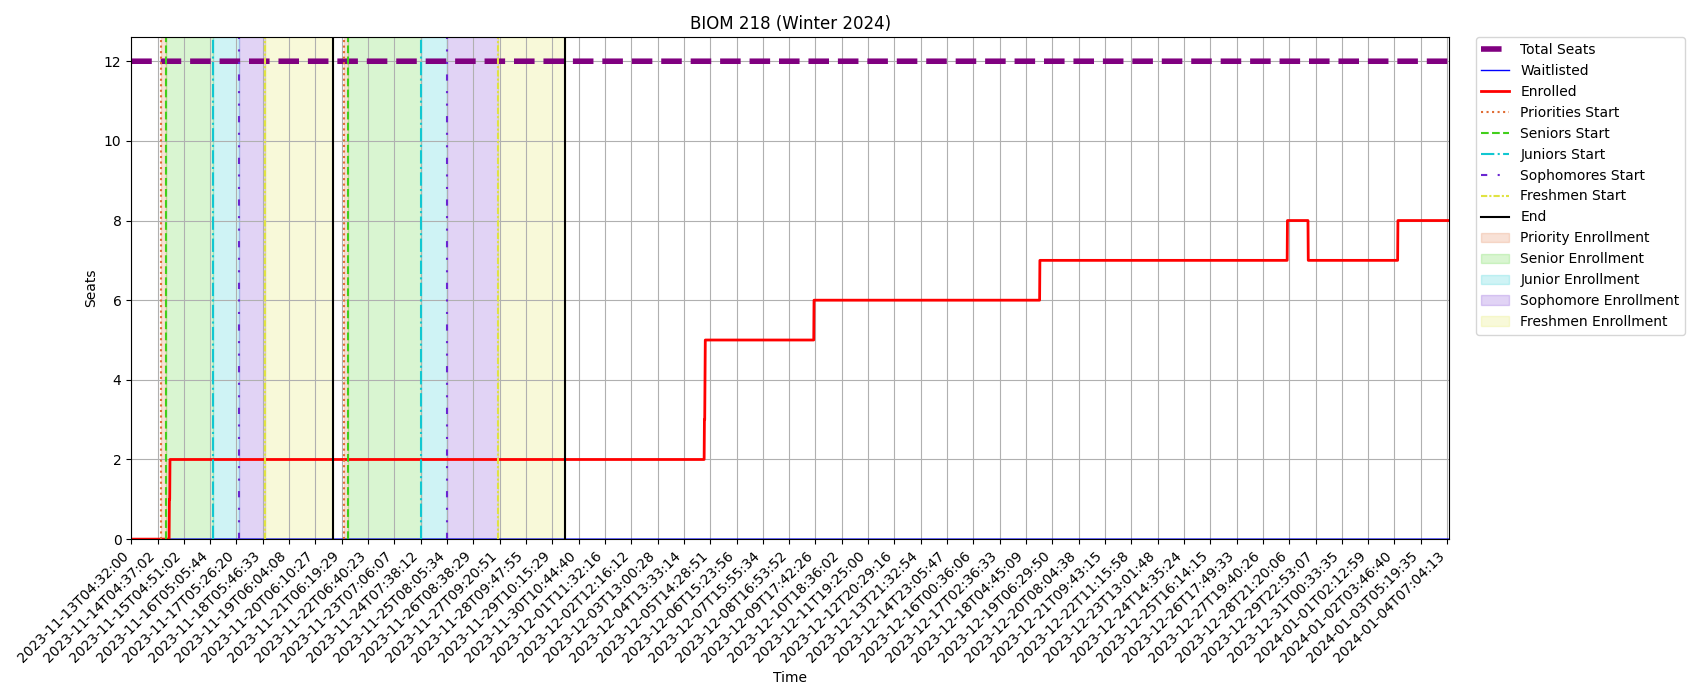 BIOM 218 (Winter 2024)
Seats
12
10
8
6
4
2
0
2023-11-13T04:32:00
2023-11-14T04:37:02
2023-11-15T04:51:02
2023-11-16T05:05:44
2023-11-17T05:26:20
2023-11-18T05:46:33
2023-11-19T06:04:08
2023-11-20T06:10:27
2023-11-21T06:19:29
2023-11-22T06:40:23
2023-11-23T07:06:07
2023-11-24T07:38:12
2023-11-25T08:05:34
2023-11-26T08:38:29
2023-11-27T09:20:51
2023-11-28T09:47:55
2023-11-29T10:15:29
2023-11-30T10:44:40
2023-12-01T11:32:16
2023-12-02T12:16:12
2023-12-03T13:00:28
2023-12-04T13:33:14
2023-12-05T14:28:51
2023-12-06T15:23:56
2023-12-07T15:55:34
2023-12-08T16:53:52
2023-12-09T17:42:26
2023-12-10T18:36:02
2023-12-11T19:25:00
2023-12-12T20:29:16
2023-12-13T21:32:54
2023-12-14T23:05:47
2023-12-16T00:36:06
2023-12-17T02:36:33
2023-12-18T04:45:09
2023-12-19T06:29:50
2023-12-20T08:04:38
2023-12-21T09:43:15
2023-12-22T11:15:58
2023-12-23T13:01:48
2023-12-24T14:35:24
2023-12-25T16:14:15
2023-12-26T17:49:33
2023-12-27T19:40:26
2023-12-28T21:20:06
2023-12-29T22:53:07
2023-12-31T00:33:35
2024-01-01T02:12:59
2024-01-02T03:46:40
2024-01-03T05:19:35
2024-01-04T07:04:13
Time
Total Seats
Waitlisted
Enrolled
Priorities Start
Seniors Start
Juniors Start
Sophomores Start
Freshmen Start
End
Priority Enrollment
Senior Enrollment
Junior Enrollment
Sophomore Enrollment
Freshmen Enrollment